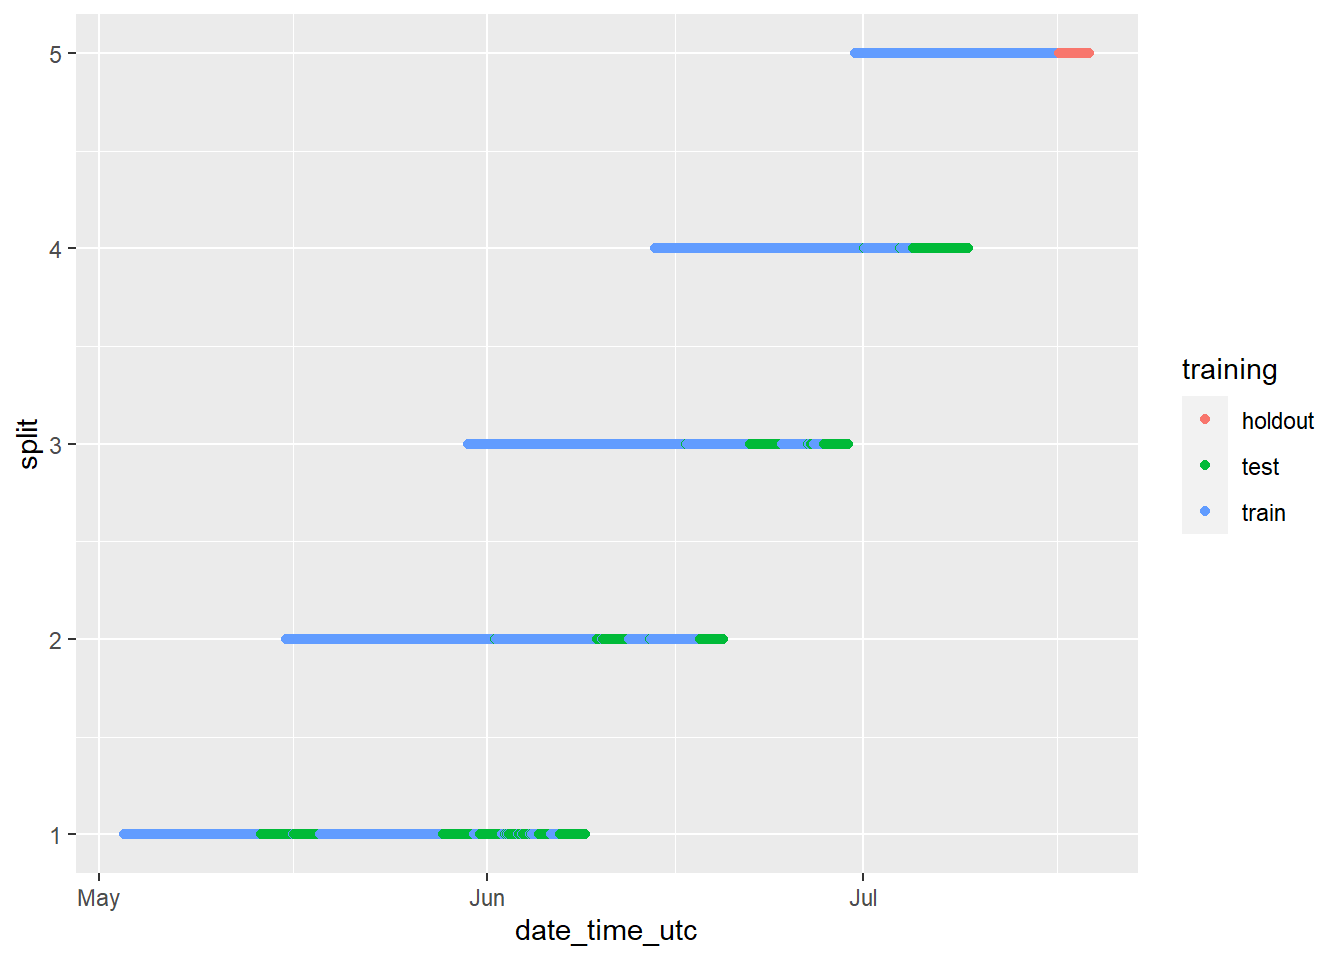 5
4
3
2
1
split
May
Jun
Jul
date_time_utc
training
holdout
test
train